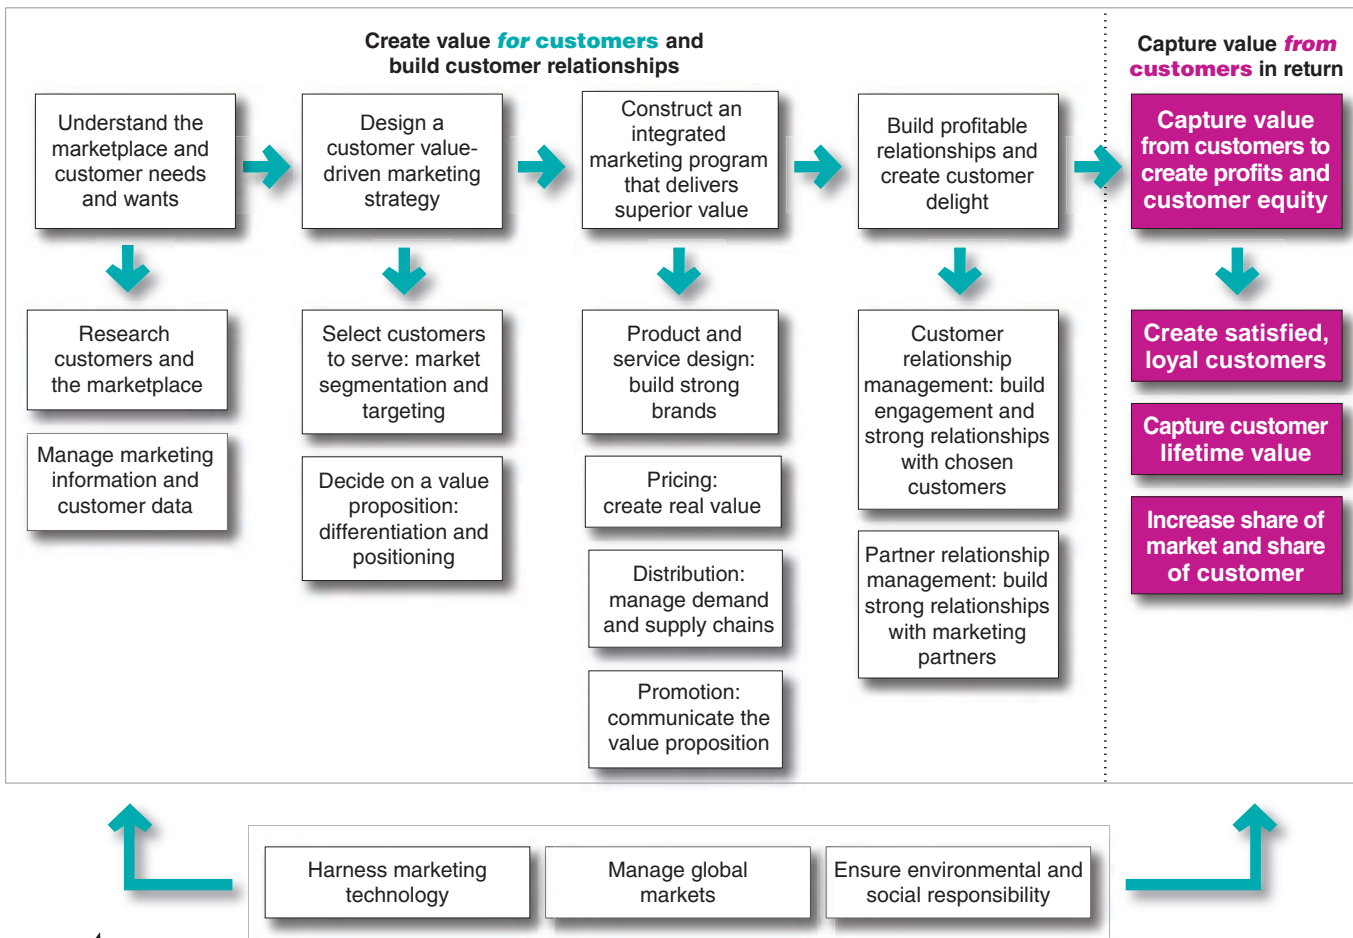 Create value for customers and
build customer relationships
Capture value from
customers in return
Understand the
marketplace and
customer needs
and wants
Design a
customer value-
driven marketing
strategy
Construct an
integrated
marketing program
that delivers
superior value
Build profitable
relationships and
create customer
delight
Capture value
from customers to
create profits and
customer equity
Research
customers and
the marketplace
Manage marketing
information and
customer data
Select customers
to serve: market
segmentation and
targeting
Decide on a value
proposition:
differentiation and
positioning
Product and
service design:
build strong
brands
Pricing:
create real value
Distribution:
manage demand
and supply chains
Promotion:
communicate the
value proposition
Customer
relationship
management: build
engagement and
strong relationships
with chosen
customers
Partner relationship
management: build
strong relationships
with marketing
partners
Create satisfied,
loyal customers
Capture customer
lifetime value
Increase share of
market and share
of customer
Harness marketing
technology
Manage global
markets
Ensure environmental and
social responsibility